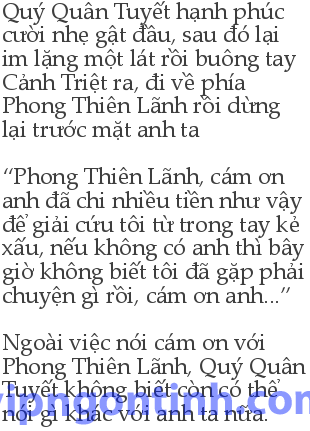 Quý Quân Tuyết hạnh phúc
cười nhẹ gật đầu, sau đó lại
im lặng một lát rồi buông tay
Cảnh Triệt ra, đi về phía
Phong Thiên Lãnh rồi dừng
lại trước mặt anh ta
“Phong Thiên Lãnh, cám ơn
anh đã chi nhiều tiền như vậy
để giải cứu tôi từ trong tay kẻ
xấu, nếu không có anh thì bây
giờ không biết tôi đã gặp phải
chuyện gì rồi, cám ơn anh...”
Ngoài việc nói cám ơn với
Phong Thiên Lãnh, Quý Quân
Tuyết không biết còn có thể
nói gì khác với anh ta nữa.
vipngontinh.com